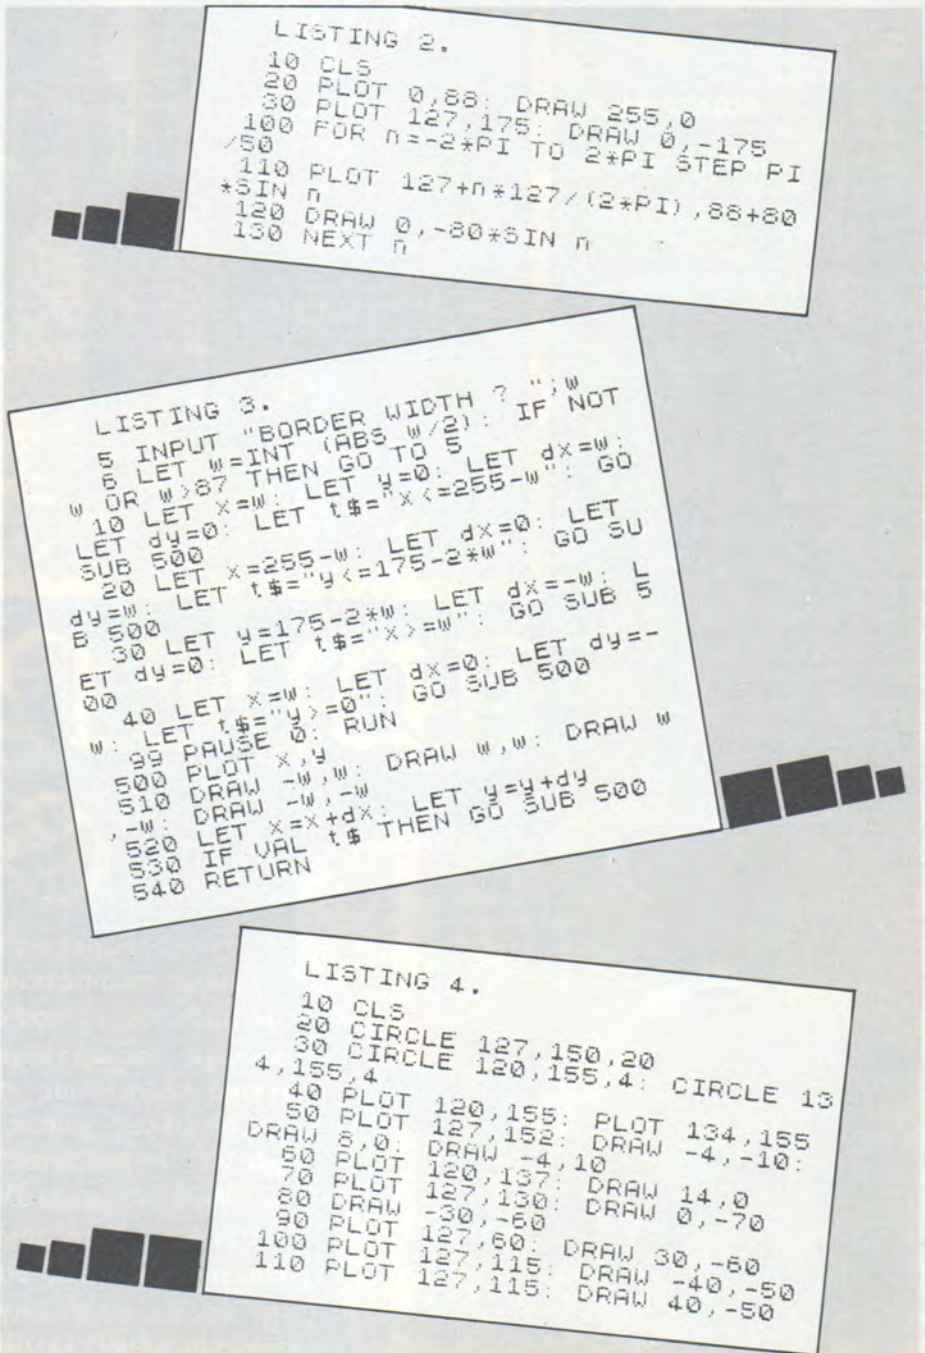 LISTING 2.
10 CLS
20 PLOT 0,88: DRAW 255,0
30 PLOT 127,175: DRAW 0,-175
100 FOR n=-2*PI TO 2*PI STEP PI
/50
110 PLOT 127+n*127/(2*PI),88+80
*SIN n
120 DRAW 0,-80*SIN n
130 NEXT n
LISTING 3.
5 INPUT "BORDER WIDTH ? ";w
6 LET w=INT (ABS w/2): IF NOT
w OR w>87 THEN GO TO 5
10 LET x=w: LET y=0: LET dx=w:
LET dy=0: LET t$="x<=255-w": GO
SUB 500
20 LET x=255-w: LET dx=0: LET
dy=w: LET t$="y<=175-2*w": GO SU
B 500
30 LET y=175-2*w: LET dx=-w: L
ET dy=0: LET t$="x>=w": GO SUB 5
00
40 LET x=w: LET dx=0: LET dy=-
w: LET t$="y>=0": GO SUB 500
99 PAUSE 0: RUN
500 PLOT x,y
510 DRAW -w,w: DRAW w,w: DRAW w
,-w: DRAW -w,-w
520 LET x=x+dx: LET y=y+dy
530 IF VAL t$ THEN GO SUB 500
540 RETURN
LISTING 4.
10 CLS
20 CIRCLE 127,150,20
30 CIRCLE 120,155,4: CIRCLE 13
4,155,4
40 PLOT 120,155: PLOT 134,155
50 PLOT 127,152: DRAW -4,-10:
DRAW 8,0: DRAW -4,10
60 PLOT 120,137: DRAW 14,0
70 PLOT 127,130: DRAW 0,-70
80 DRAW -30,-60
90 PLOT 127,60: DRAW 30,-60
100 PLOT 127,115: DRAW -40,-50
110 PLOT 127,115: DRAW 40,-50